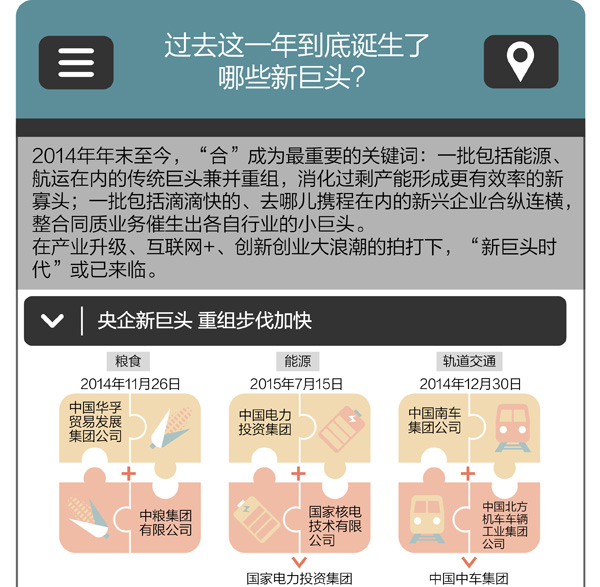 过去这一年到底诞生了
哪些新巨头？
2014年年末至今，“合”成为最重要的关键词：一批包括能源、
航运在内的传统巨头兼并重组，消化过剩产能形成更有效率的新
寡头；一批包括滴滴快的、去哪儿携程在内的新兴企业合纵连横，
整合同质业务催生出各自行业的小巨头。
在产业升级、互联网+、创新创业大浪潮的拍打下，“新巨头时
代”或已来临。
央企新巨头 重组步伐加快
粮食
2014年11月26日
中国华孚
贸易发展
集团公司
+
中粮集团
有限公司
能源
2015年7月15日
中国电力
投资集团
+
国家核电
技术有限
公司
国家电力投资集团
轨道交通
2014年12月30日
中国南车
集团公司
+
中国北方
机车车辆
工业集团
公司
中国中车集团